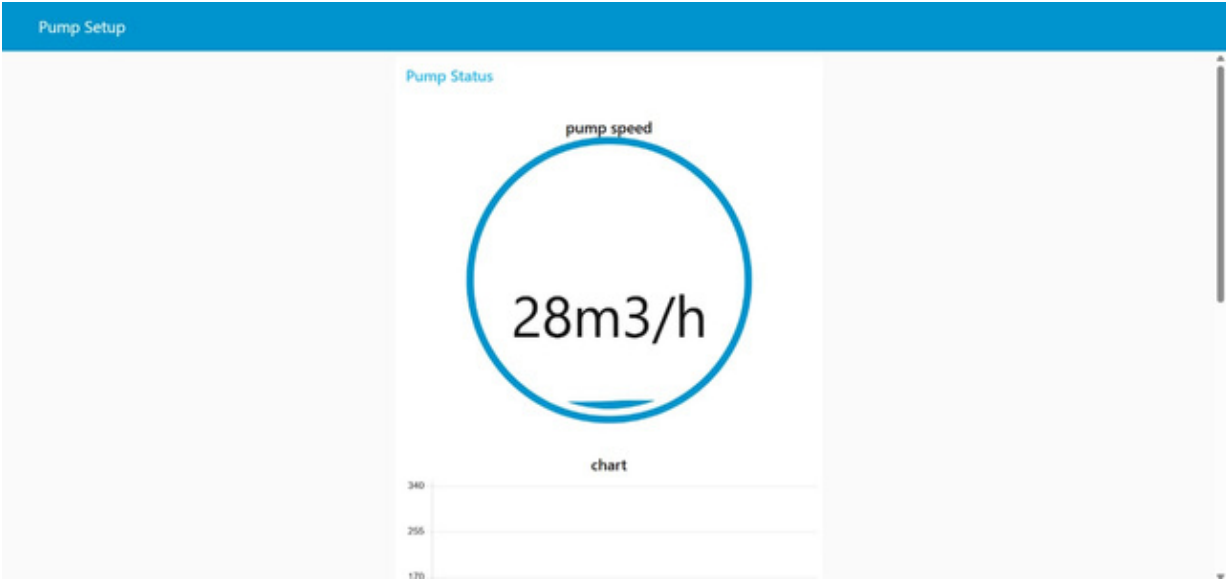 Pump Setup
Pump Status
pump speed
28m3/h
chart
340
255
170